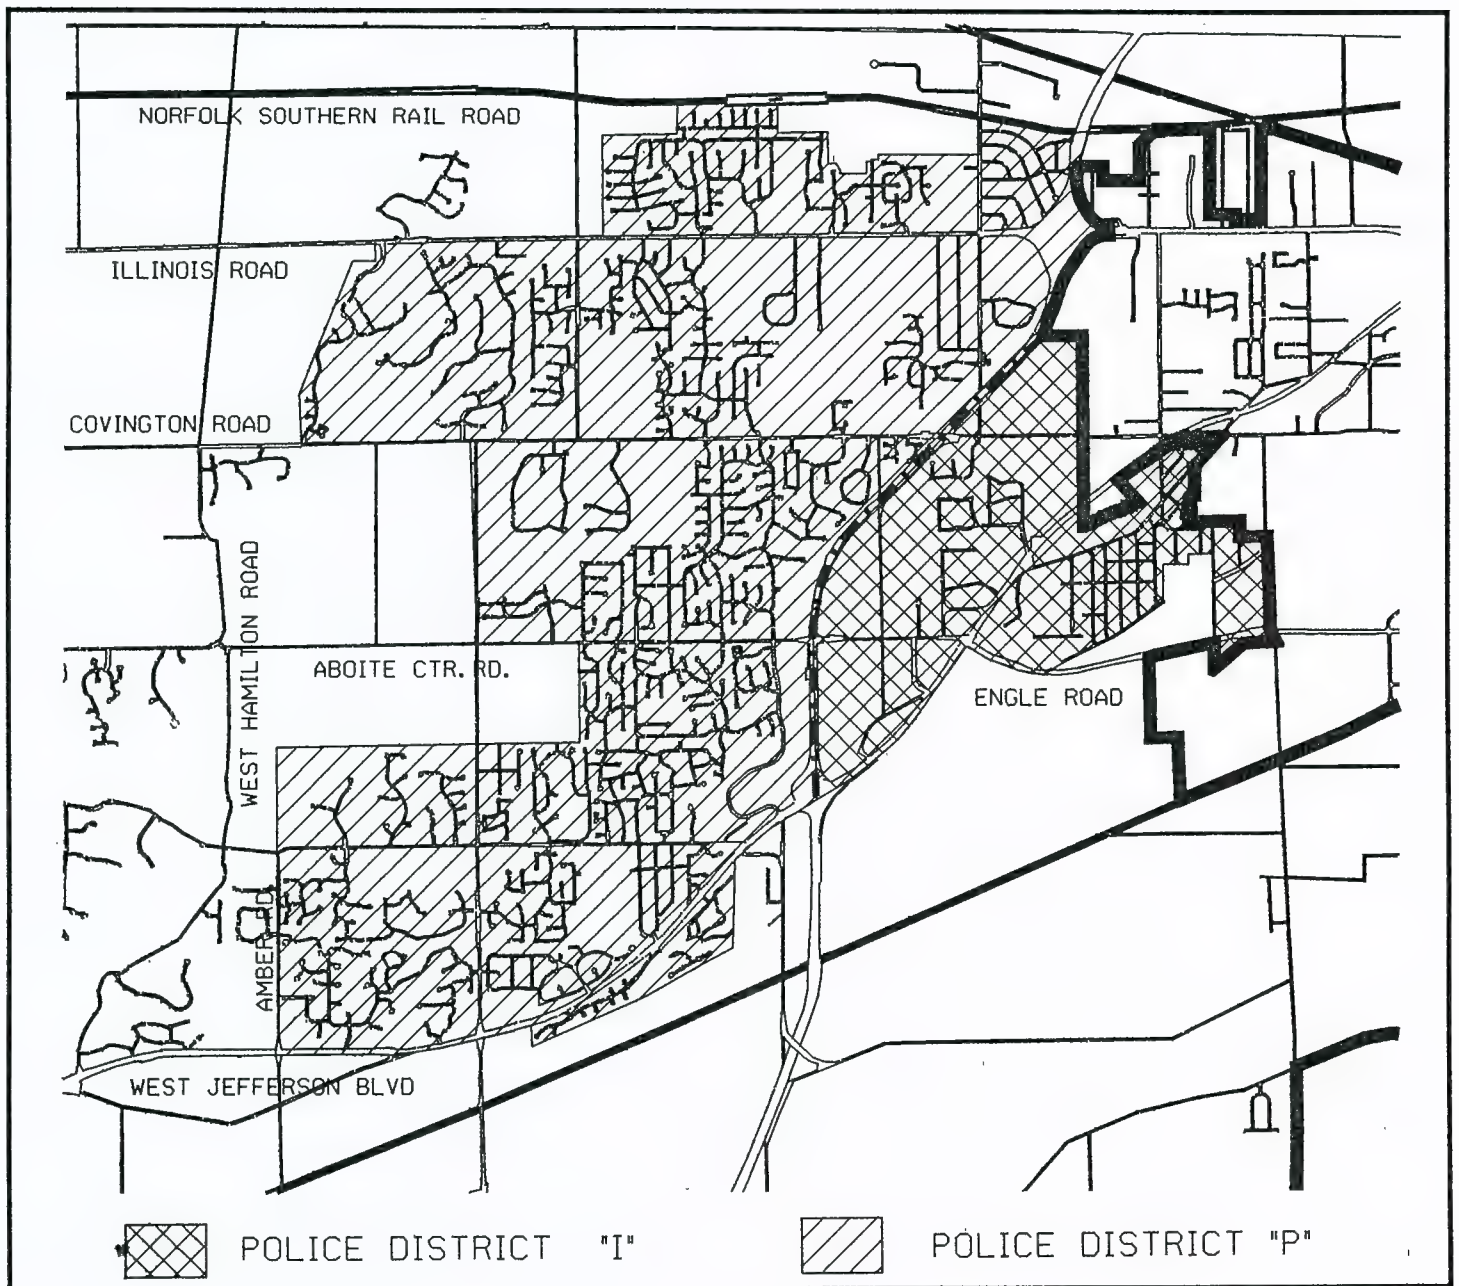 NORFOLK SOUTHERN RAIL ROAD
ILLINOIS ROAD
COVINGTON ROAD
WEST HAMILTON ROAD
ABOITE CTR. RD.
ENGLE ROAD
AMBER RD
WEST JEFFERSON BLVD
POLICE DISTRICT "I"
POLICE DISTRICT "P"